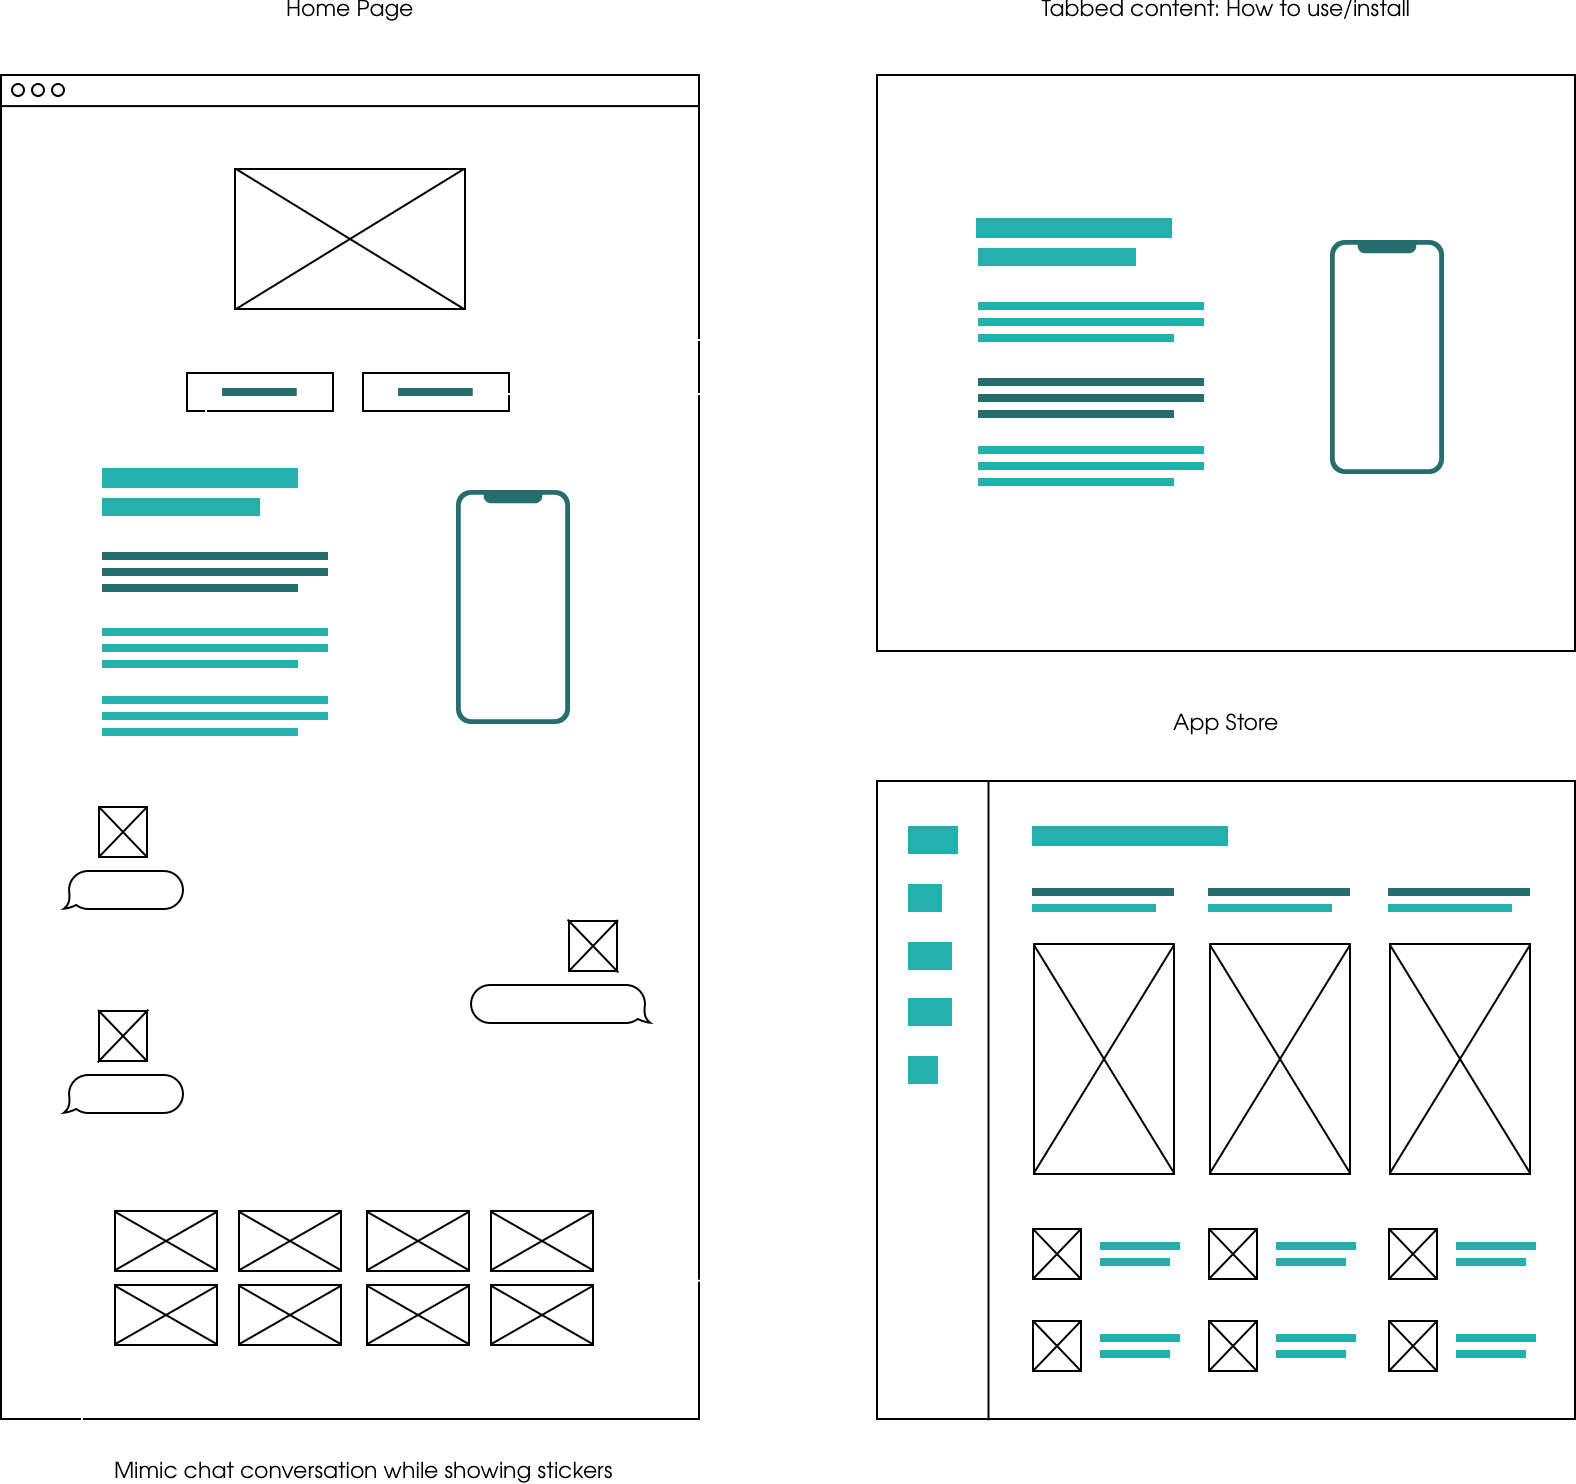 Home Page
Tabbed content: How to use/install
App Store
Mimic chat conversation while showing stickers